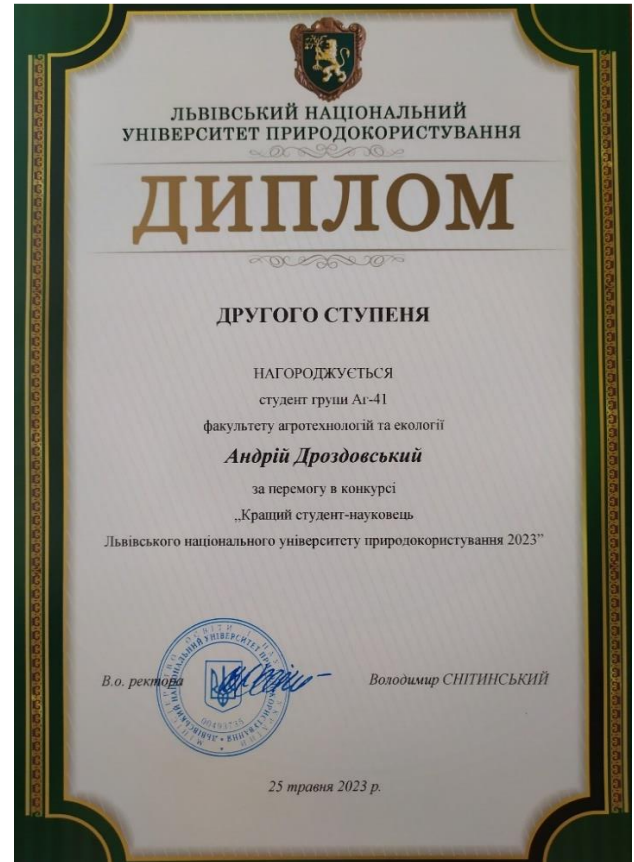 ЛЬВІВСЬКИЙ НАЦІОНАЛЬНИЙ
УНІВЕРСИТЕТ ПРИРОДОКОРИСТУВАННЯ
ДИПЛОМ
ДРУГОГО СТУПЕНЯ
НАГОРОДЖУЄТЬСЯ
студент групи Аг-41
факультету агротехнологій та екології
Андрій Дроздовський
за перемогу в конкурсі
„Кращий студент-науковець
Львівського національного університету природокористування 2023”
В.о. ректора
Володимир СНІТИНСЬКИЙ
25 травня 2023 р.